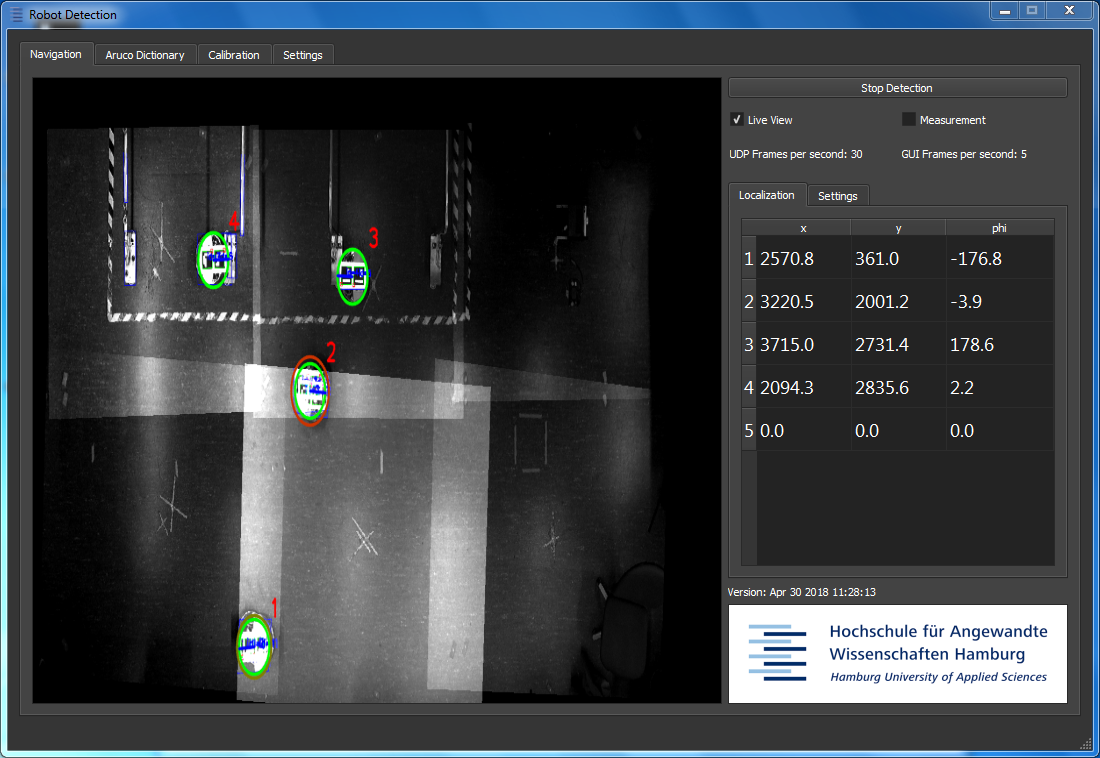 Robot Detection
Navigation Aruco Dictionary Calibration Settings
Stop Detection
Live View Measurement
UDP Frames per second: 30 GUI Frames per second: 5
Localization Settings
x y phi
1 2570.8 361.0 -176.8
2 3220.5 2001.2 -3.9
3 3715.0 2731.4 178.6
4 2094.3 2835.6 2.2
5 0.0 0.0 0.0
4
3
2
1
Version: Apr 30 2018 11:28:13
Hochschule für Angewandte
Wissenschaften Hamburg
Hamburg University of Applied Sciences